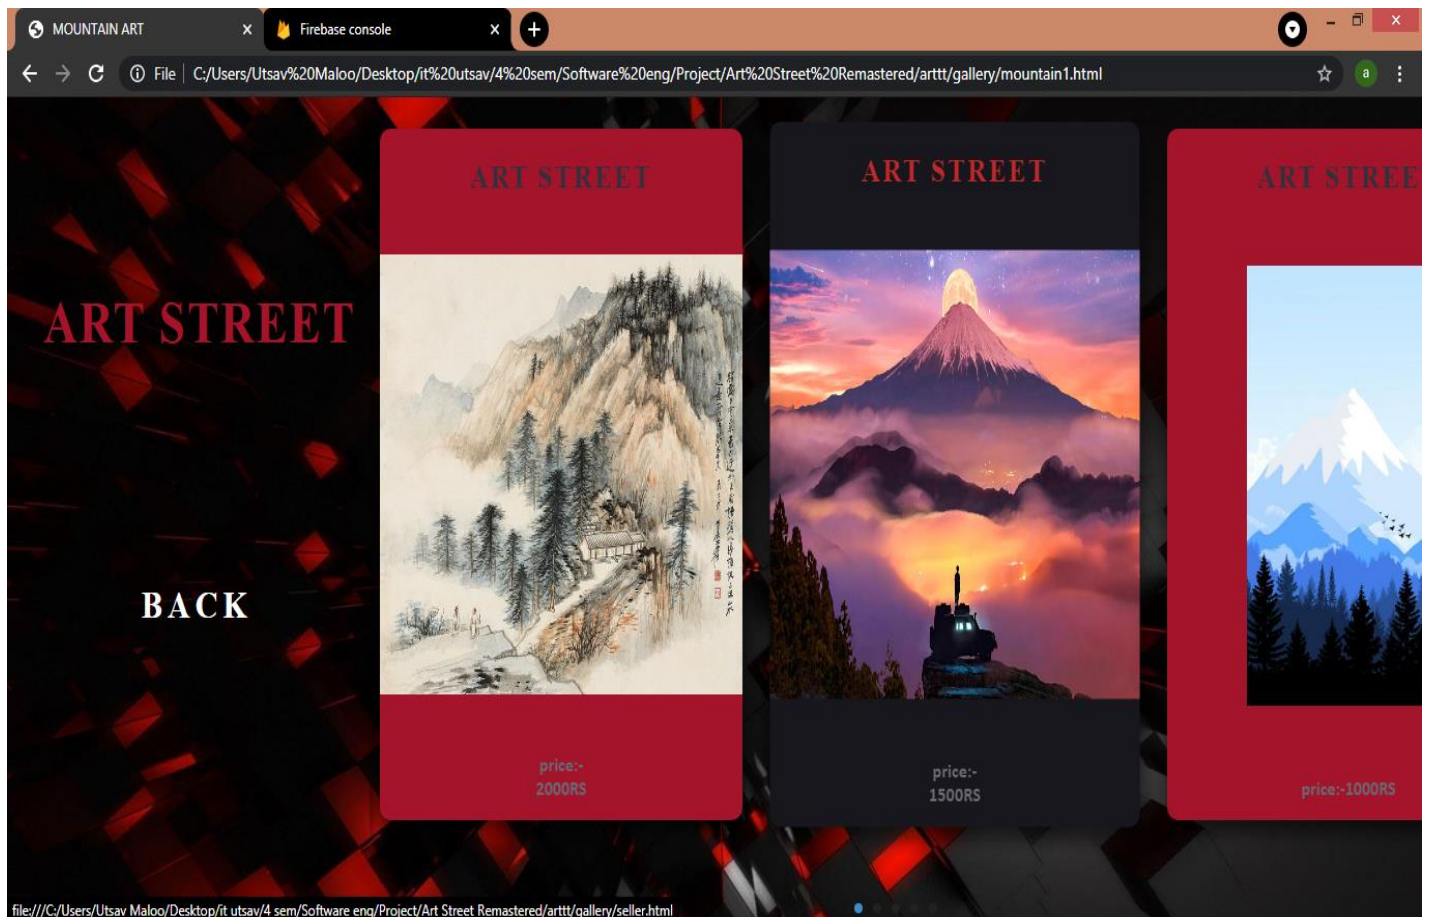 MOUNTAIN ART
Firebase console
File
C:/Users/Utsav%20Maloo/Desktop/it%20utsav/4%20sem/Software%20eng/Project/Art%20Street%20Remastered/arttt/gallery/mountain1.html
a
ART STREET
BACK
ART STREET
price:-
2000RS
ART STREET
price:-
1500RS
ART STREE
price:-1000RS
file:///C:/Users/Utsav Maloo/Desktop/it utsav/4 sem/Software eng/Project/Art Street Remastered/arttt/gallery/seller.html